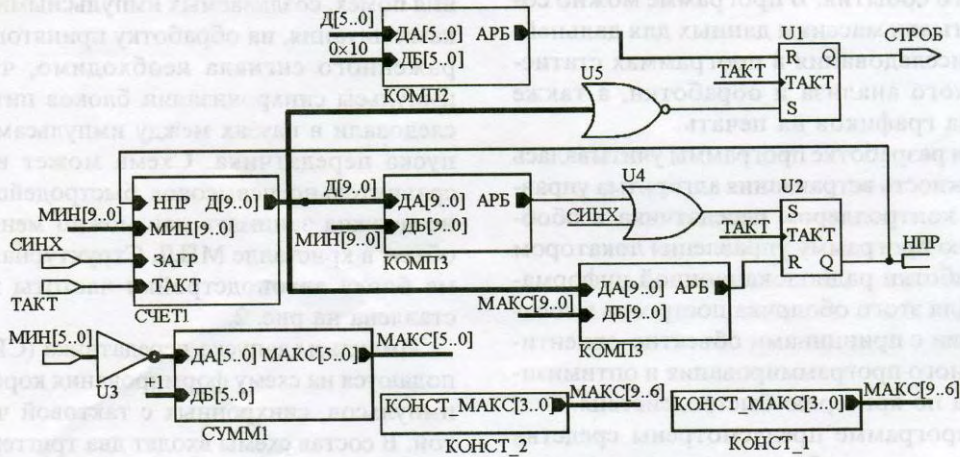 Д[5..0]
ДА[5..0] АРБ
0×10
ДБ[5..0]
КОМП2
U5
U1
R Q
ТАКТ
ТАКТ
S
СТРОБ
МИН[9..0]
НПР Д[9..0]
СИНХ
ЗАГР
ТАКТ
ТАКТ
СЧЕТ1
Д[9..0]
ДА[9..0] АРБ
МИН[9..0]
ДБ[9..0]
КОМП3
U4
СИНХ
U2
S
ТАКТ
ТАКТ
R Q
НПР
МАКС[9..0]
ДА[9..0] АРБ
ДБ[9..0]
КОМП3
МИН[5..0]
U3
+1
ДА[5..0] МАКС[5..0]
ДБ[5..0]
СУММ1
МАКС[5..0]
КОНСТ_МАКС[3..0]
МАКС[9..6]
КОНСТ_2
КОНСТ_МАКС[3..0]
МАКС[9..6]
КОНСТ_1